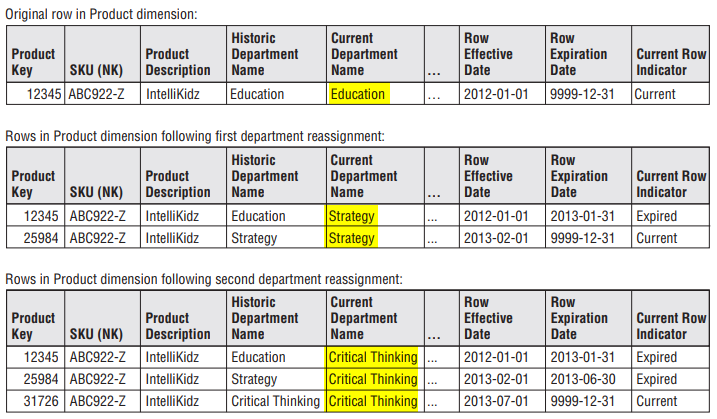 Original row in Product dimension:
Product Key SKU (NK) Product Description Historic Department Name Current Department Name ... Row Effective Date Row Expiration Date Current Row Indicator
12345 ABC922-Z IntelliKidz Education Education ... 2012-01-01 9999-12-31 Current
Rows in Product dimension following first department reassignment:
Product Key SKU (NK) Product Description Historic Department Name Current Department Name ... Row Effective Date Row Expiration Date Current Row Indicator
12345 ABC922-Z IntelliKidz Education Strategy ... 2012-01-01 2013-01-31 Expired
25984 ABC922-Z IntelliKidz Strategy Strategy ... 2013-02-01 9999-12-31 Current
Rows in Product dimension following second department reassignment:
Product Key SKU (NK) Product Description Historic Department Name Current Department Name ... Row Effective Date Row Expiration Date Current Row Indicator
12345 ABC922-Z IntelliKidz Education Critical Thinking ... 2012-01-01 2013-01-31 Expired
25984 ABC922-Z IntelliKidz Strategy Critical Thinking ... 2013-02-01 2013-06-30 Expired
31726 ABC922-Z IntelliKidz Critical Thinking Critical Thinking ... 2013-07-01 9999-12-31 Current